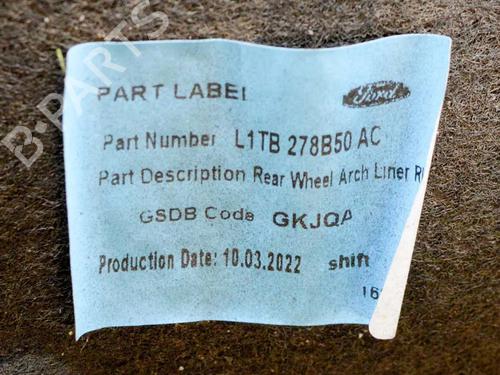 PART LABEL
Ford
Part Number L1TB 278B50 AC
Part Description Rear Wheel Arch Liner
GSDB Code GKJQA
Production Date: 10.03.2022 shift
B-PARTS